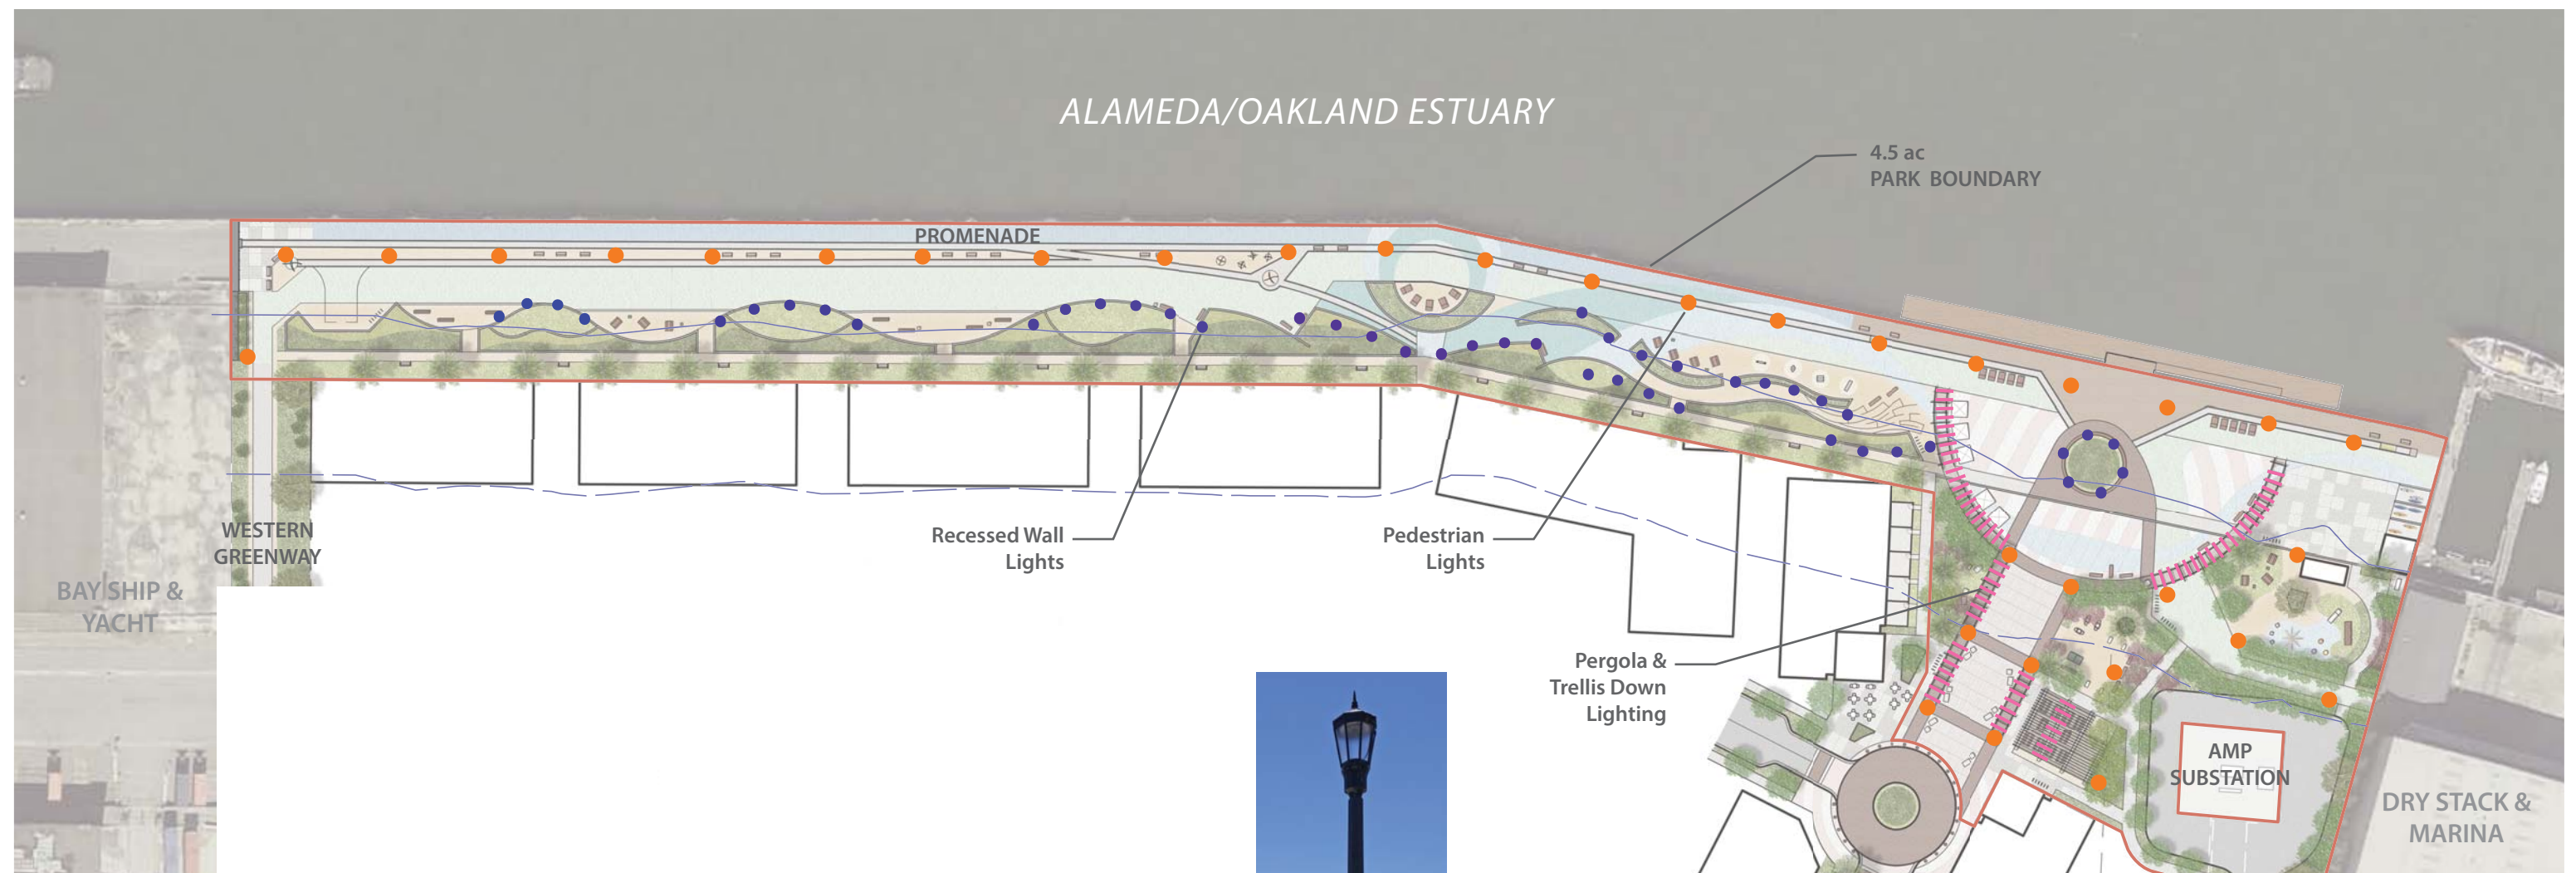 ALAMEDA/OAKLAND ESTUARY
4.5 ac
PARK BOUNDARY
PROMENADE
WESTERN
GREENWAY
BAY SHIP &
YACHT
Recessed Wall
Lights
Pedestrian
Lights
Pergola &
Trellis Down
Lighting
AMP
SUBSTATION
DRY STACK &
MARINA